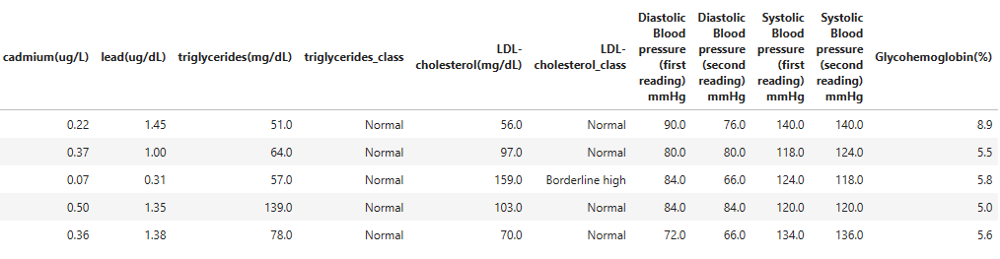 Diastolic Diastolic Systolic Systolic
Blood Blood Blood Blood
LDL- LDL- pressure pressure pressure pressure
cadmium(ug/L) lead(ug/dL) triglycerides(mg/dL) triglycerides_class cholesterol(mg/dL) cholesterol_class (first (second (first (second Glycohemoglobin(%)
reading) reading) reading) reading)
mmHg mmHg mmHg mmHg
0.22 1.45 51.0 Normal 56.0 Normal 90.0 76.0 140.0 140.0 8.9
0.37 1.00 64.0 Normal 97.0 Normal 80.0 80.0 118.0 124.0 5.5
0.07 0.31 57.0 Normal 159.0 Borderline high 84.0 66.0 124.0 118.0 5.8
0.50 1.35 139.0 Normal 103.0 Normal 84.0 84.0 120.0 120.0 5.0
0.36 1.38 78.0 Normal 70.0 Normal 72.0 66.0 134.0 136.0 5.6